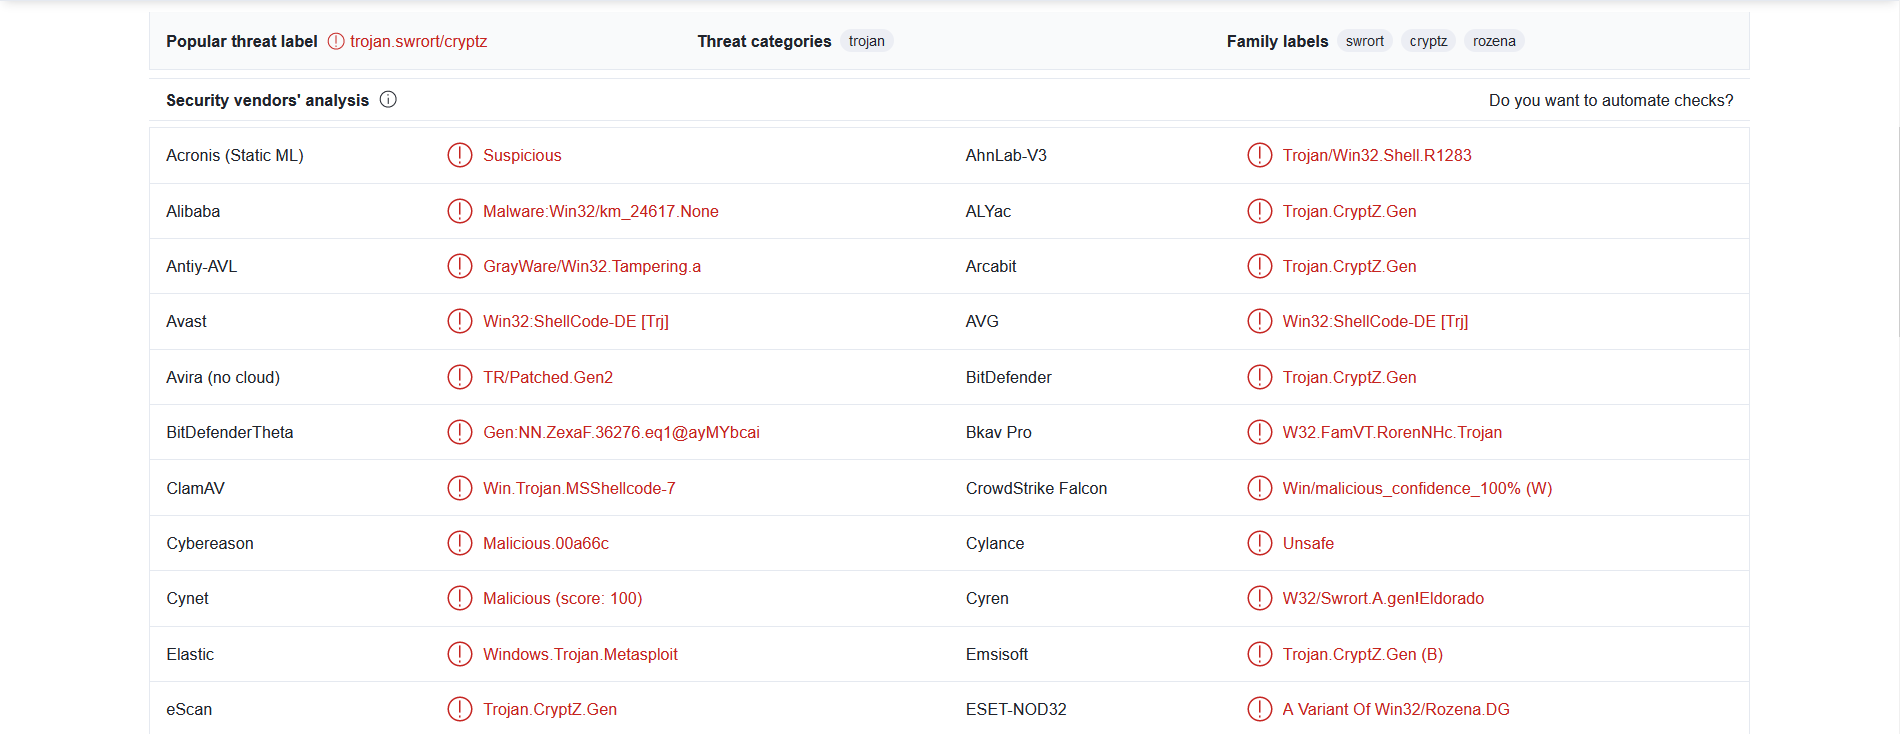 Popular threat label trojan.swrort/cryptz Threat categories trojan Family labels swrort cryptz rozena
Security vendors' analysis Do you want to automate checks?
Acronis (Static ML) Suspicious AhnLab-V3 Trojan/Win32.Shell.R1283
Alibaba Malware:Win32/km_24617.None ALYac Trojan.CryptZ.Gen
Antiy-AVL GrayWare/Win32.Tampering.a Arcabit Trojan.CryptZ.Gen
Avast Win32:ShellCode-DE [Trj] AVG Win32:ShellCode-DE [Trj]
Avira (no cloud) TR/Patched.Gen2 BitDefender Trojan.CryptZ.Gen
BitDefenderTheta Gen:NN.ZexaF.36276.eq1@ayMYbcai Bkav Pro W32.FamVT.RorenNHc.Trojan
ClamAV Win.Trojan.MSShellcode-7 CrowdStrike Falcon Win/malicious_confidence_100% (W)
Cybereason Malicious.00a66c Cylance Unsafe
Cynet Malicious (score: 100) Cyren W32/Swrort.A.gen!Eldorado
Elastic Windows.Trojan.Metasploit Emsisoft Trojan.CryptZ.Gen (B)
eScan Trojan.CryptZ.Gen ESET-NOD32 A Variant Of Win32/Rozena.DG